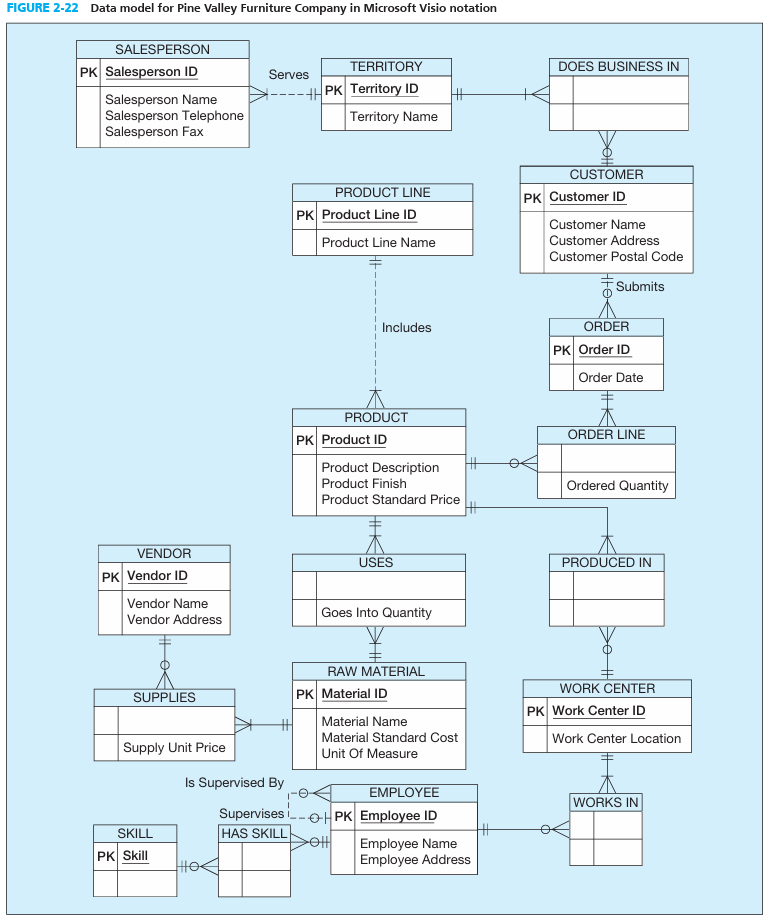 FIGURE 2-22 Data model for Pine Valley Furniture Company in Microsoft Visio notation
SALESPERSON
PK Salesperson ID
Salesperson Name
Salesperson Telephone
Salesperson Fax
Serves
TERRITORY
PK Territory ID
Territory Name
DOES BUSINESS IN
PRODUCT LINE
PK Product Line ID
Product Line Name
CUSTOMER
PK Customer ID
Customer Name
Customer Address
Customer Postal Code
Submits
Includes
ORDER
PK Order ID
Order Date
PRODUCT
PK Product ID
Product Description
Product Finish
Product Standard Price
ORDER LINE
Ordered Quantity
VENDOR
PK Vendor ID
Vendor Name
Vendor Address
USES
Goes Into Quantity
PRODUCED IN
SUPPLIES
Supply Unit Price
RAW MATERIAL
PK Material ID
Material Name
Material Standard Cost
Unit Of Measure
WORK CENTER
PK Work Center ID
Work Center Location
Is Supervised By
Supervises
EMPLOYEE
PK Employee ID
Employee Name
Employee Address
WORKS IN
SKILL
PK Skill
HAS SKILL